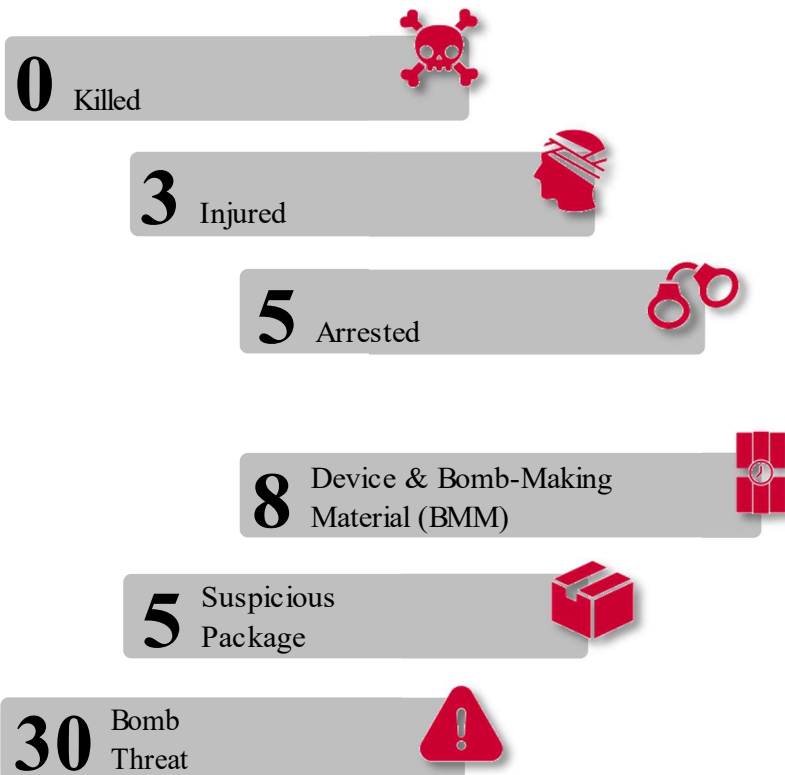 0 Killed
3 Injured
5 Arrested
8 Device & Bomb-Making
Material (BMM)
5 Suspicious
Package
30 Bomb
Threat